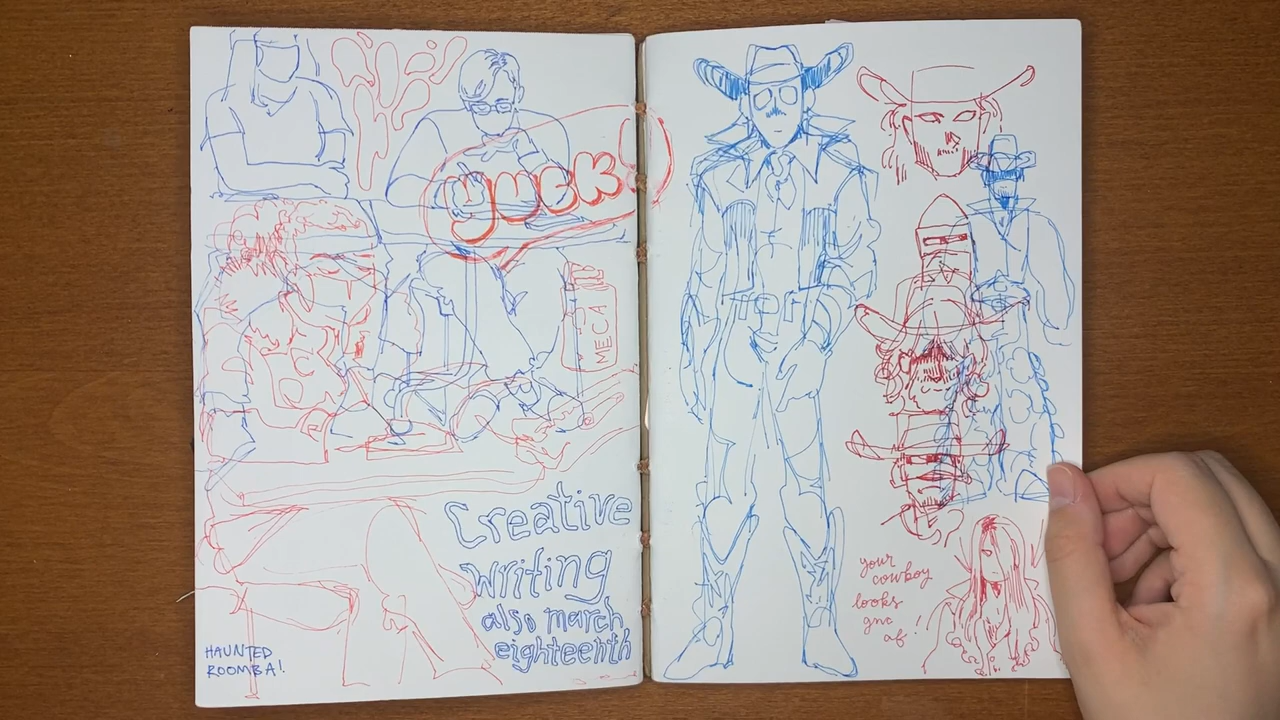 yuck!
MECA
Creative
writing
also march
eighteenth
HAUNTED
ROOMBA!
your
cowboy
looks
gnc
af!